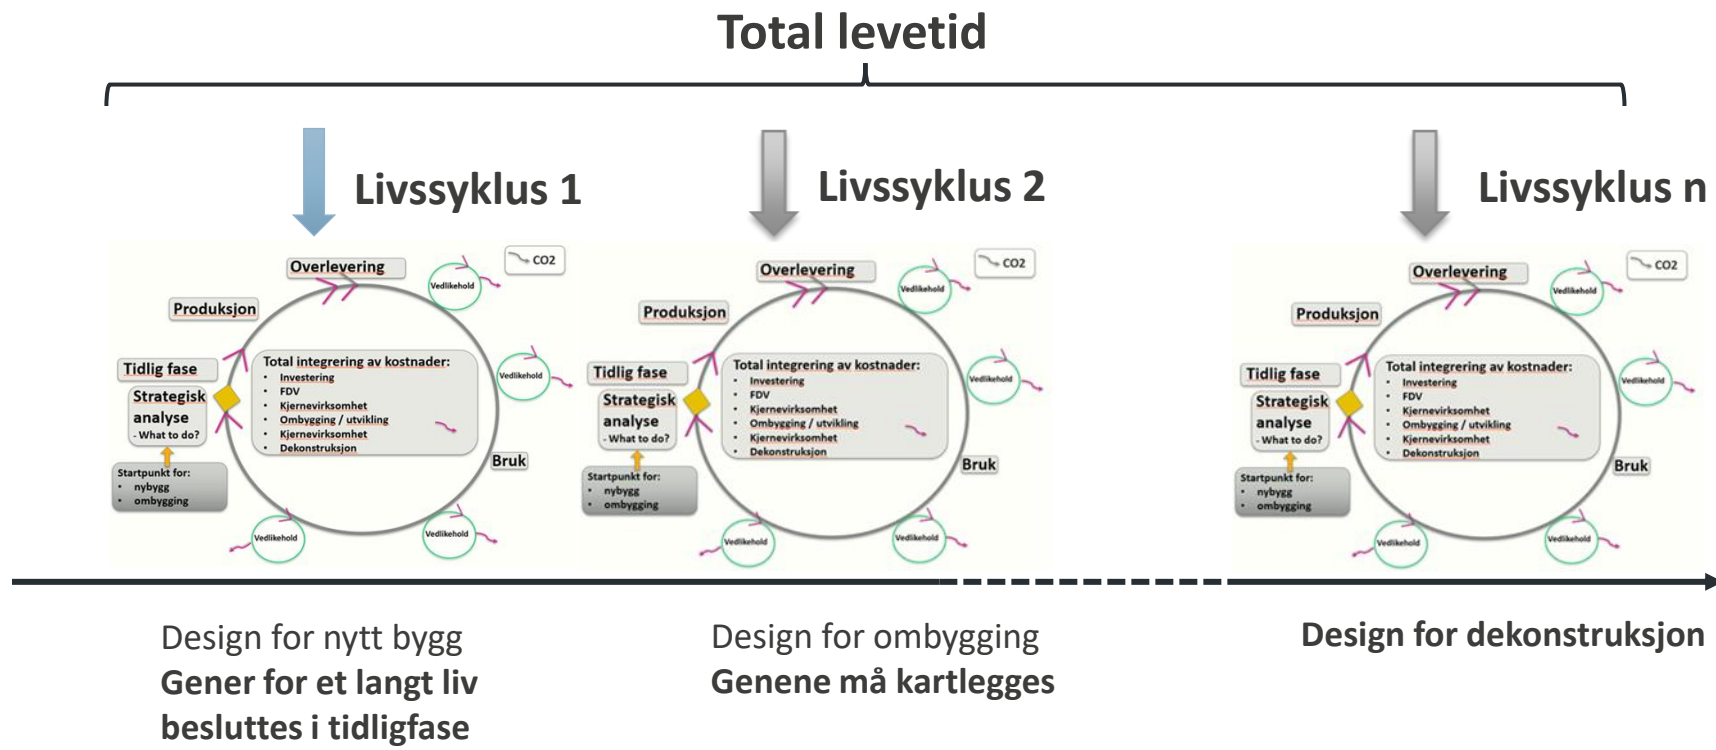 Total levetid
Livssyklus 1
Overlevering
Vedlikehold
CO2
Produksjon
Tidlig fase
Strategisk
analyse
- What to do?
Startpunkt for:
• nybygg
• ombygging
Total integrering av kostnader:
• Investering
• FDV
• Kjernevirksomhet
• Ombygging / utvikling
• Kjernevirksomhet
• Dekonstruksjon
Vedlikehold
Bruk
Vedlikehold
Vedlikehold
Livssyklus 2
Overlevering
Vedlikehold
CO2
Produksjon
Tidlig fase
Strategisk
analyse
- What to do?
Startpunkt for:
• nybygg
• ombygging
Total integrering av kostnader:
• Investering
• FDV
• Kjernevirksomhet
• Ombygging / utvikling
• Kjernevirksomhet
• Dekonstruksjon
Vedlikehold
Bruk
Vedlikehold
Vedlikehold
Livssyklus n
Overlevering
Vedlikehold
CO2
Produksjon
Tidlig fase
Strategisk
analyse
- What to do?
Startpunkt for:
• nybygg
• ombygging
Total integrering av kostnader:
• Investering
• FDV
• Kjernevirksomhet
• Ombygging / utvikling
• Kjernevirksomhet
• Dekonstruksjon
Vedlikehold
Bruk
Vedlikehold
Vedlikehold
Design for nytt bygg
Gener for et langt liv
besluttes i tidligfase
Design for ombygging
Genene må kartlegges
Design for dekonstruksjon